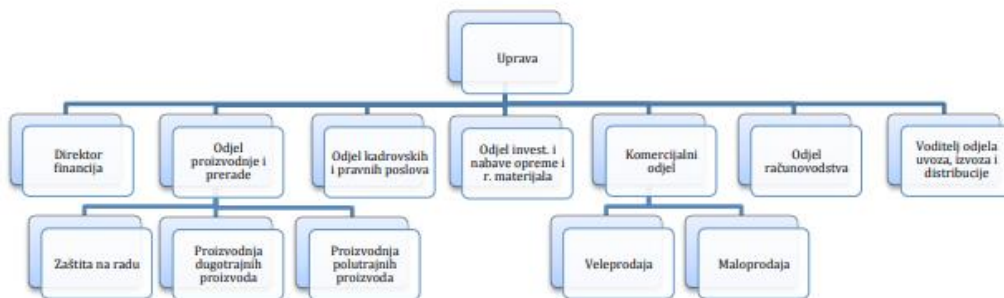 Uprava
Direktor
financija
Odjel
proizvodnje i
prerade
Odjel kadrovskih
i pravnih poslova
Odjel invest. i
nabave opreme i
r. materijala
Komercijalni
odjel
Odjel
računovodstva
Voditelj odjela
uvoza, izvoza i
distribucije
Zaštita na radu
Proizvodnja
dugotrajnih
proizvoda
Proizvodnja
polutrajnih
proizvoda
Veleprodaja
Maloprodaja